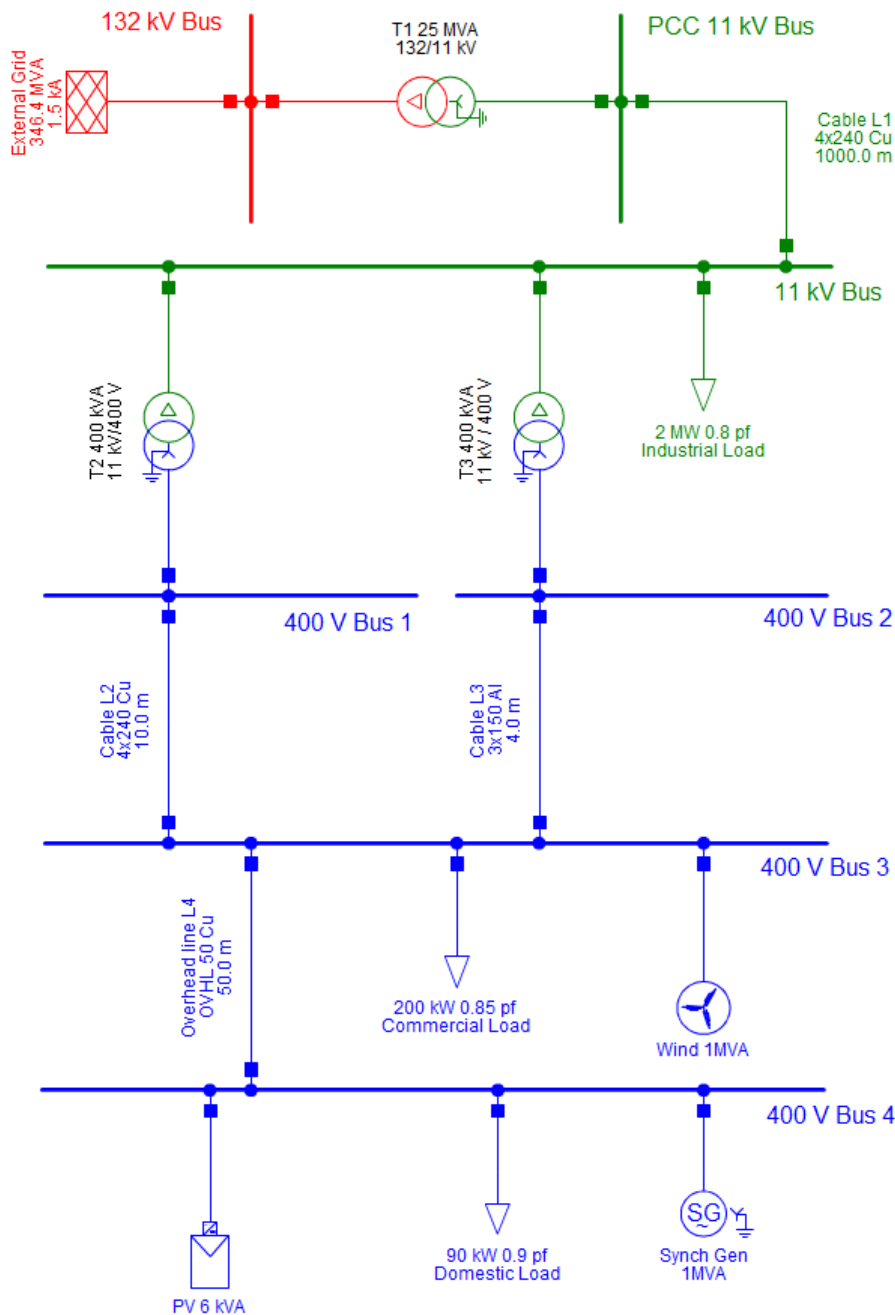 132 kV Bus
T1 25 MVA
132/11 kV
PCC 11 kV Bus
External Grid
346.4 MVA
1.5 kA
Cable L1
4x240 Cu
1000.0 m
11 kV Bus
T2 400 kVA
11 kV/400 V
T3 400 kVA
11 kV / 400 V
2 MW 0.8 pf
Industrial Load
400 V Bus 1
400 V Bus 2
Cable L2
4x240 Cu
10.0 m
Cable L3
3x150 Al
4.0 m
400 V Bus 3
Overhead line L4
OVHL 50 Cu
50.0 m
200 kW 0.85 pf
Commercial Load
Wind 1MVA
400 V Bus 4
PV 6 kVA
90 kW 0.9 pf
Domestic Load
SG
~
Synch Gen
1MVA